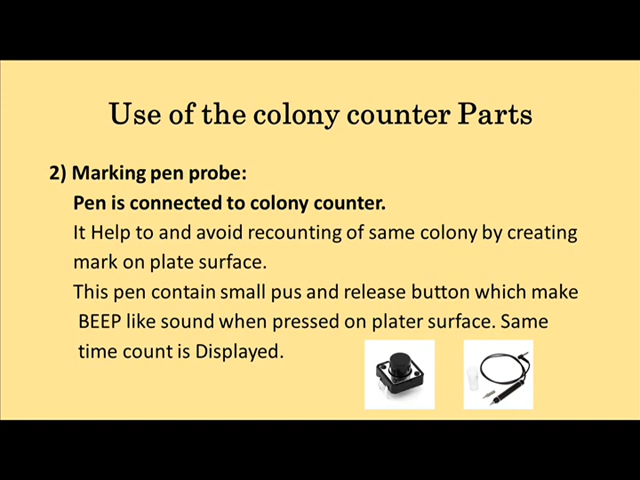 Use of the colony counter Parts
2) Marking pen probe:
Pen is connected to colony counter.
It Help to and avoid recounting of same colony by creating
mark on plate surface.
This pen contain small pus and release button which make
BEEP like sound when pressed on plater surface. Same
time count is Displayed.